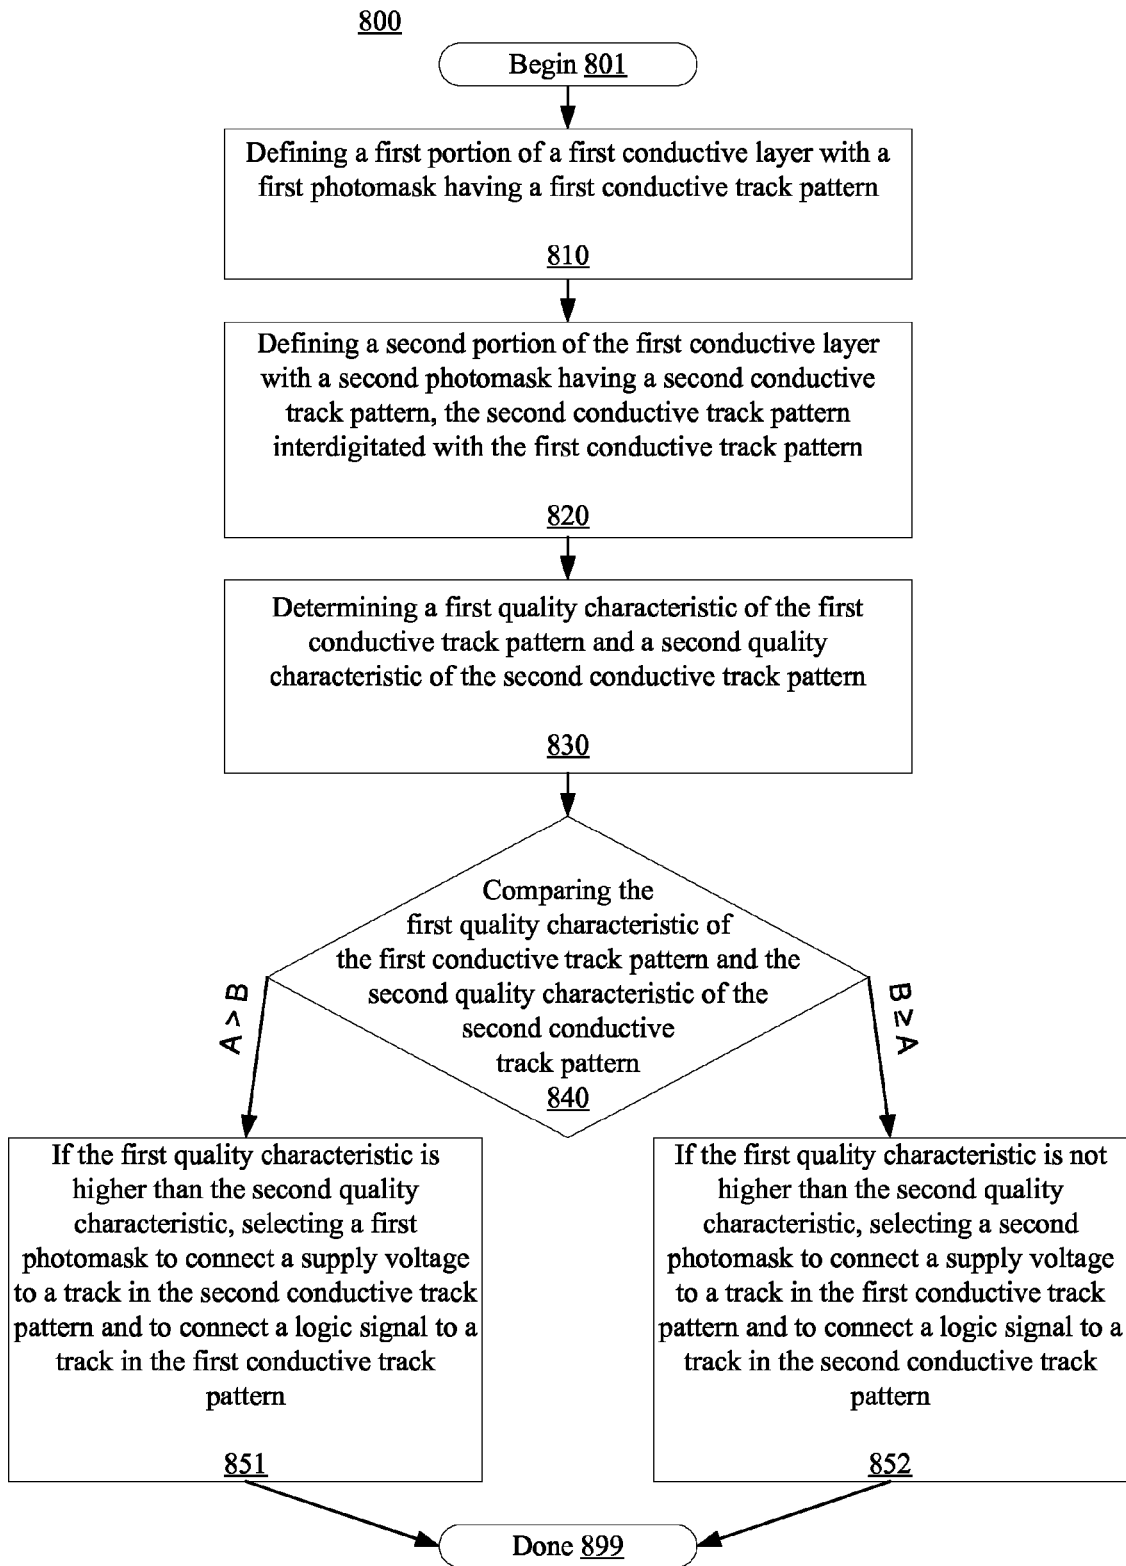 800
Begin 801
Defining a first portion of a first conductive layer with a
first photomask having a first conductive track pattern
810
Defining a second portion of the first conductive layer
with a second photomask having a second conductive
track pattern, the second conductive track pattern
interdigitated with the first conductive track pattern
820
Determining a first quality characteristic of the first
conductive track pattern and a second quality
characteristic of the second conductive track pattern
830
Comparing the
first quality characteristic of
the first conductive track pattern and the
second quality characteristic of the
second conductive
track pattern
840
A > B
B ≥ A
If the first quality characteristic is
higher than the second quality
characteristic, selecting a first
photomask to connect a supply voltage
to a track in the second conductive track
pattern and to connect a logic signal to a
track in the first conductive track
pattern
851
If the first quality characteristic is not
higher than the second quality
characteristic, selecting a second
photomask to connect a supply voltage
to a track in the first conductive track
pattern and to connect a logic signal to a
track in the second conductive track
pattern
852
Done 899